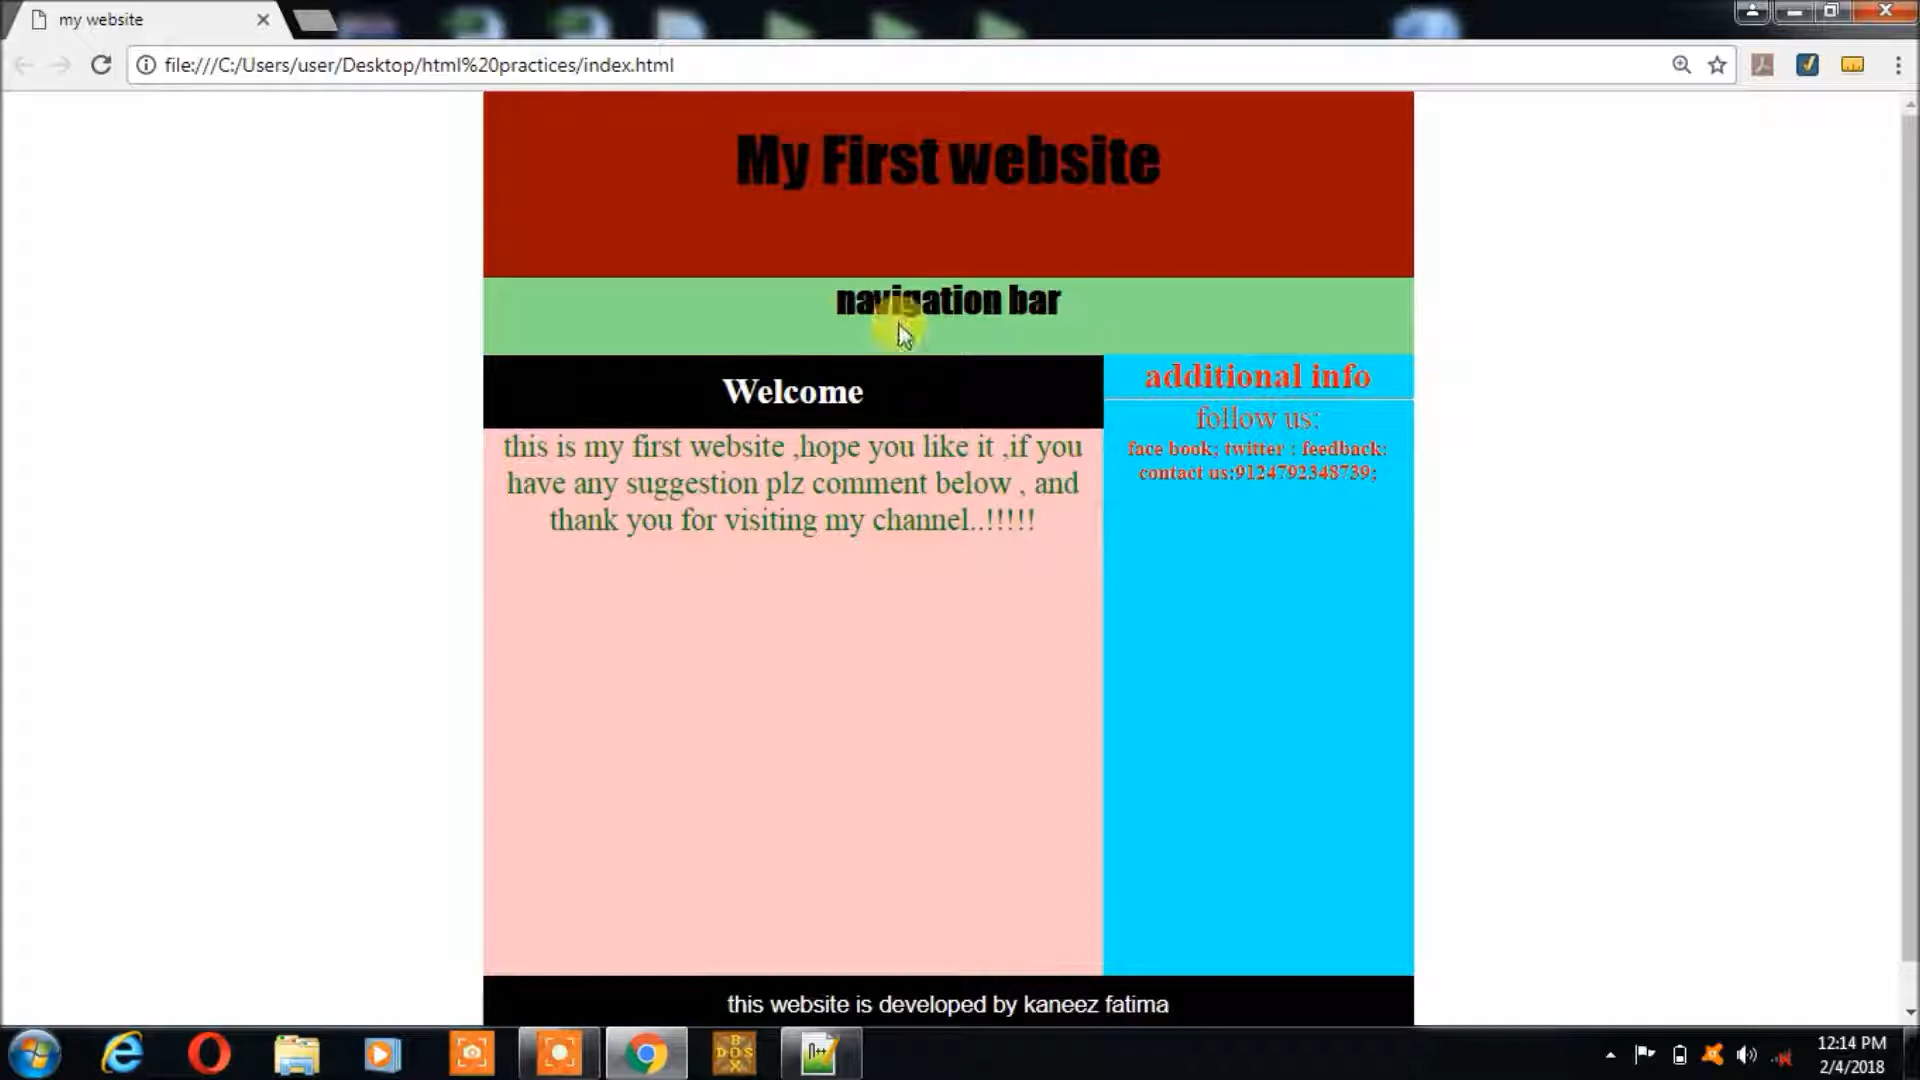 my website
file:///C:/Users/user/Desktop/html%20practices/index.html
My First website
navigation bar
Welcome
this is my first website ,hope you like it ,if you
have any suggestion plz comment below , and
thank you for visiting my channel..!!!!!
additional info
follow us:
face book; twitter : feedback:
contact us:9124792348739;
this website is developed by kaneez fatima
B
DOS
X
n++
12:14 PM
2/4/2018